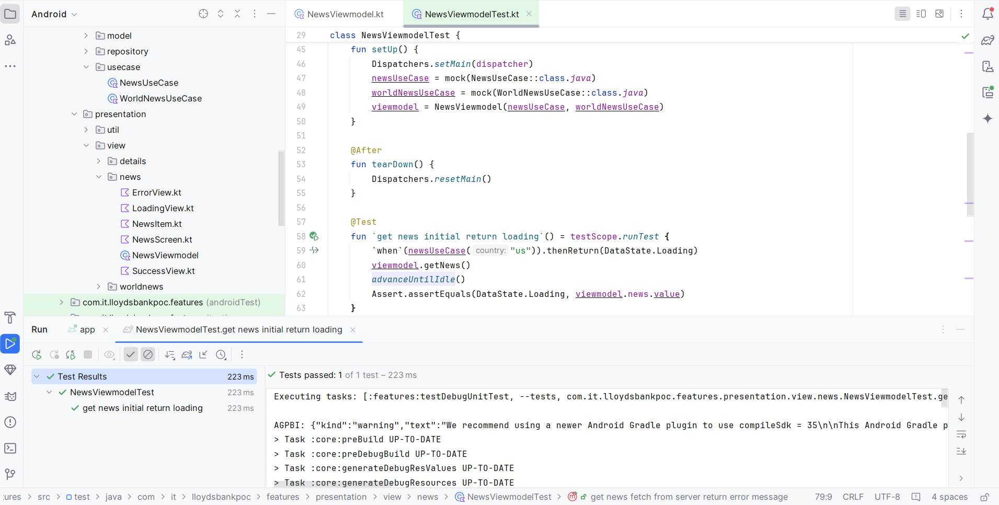 Android
NewsViewmodel.kt
NewsViewmodelTest.kt
model
repository
usecase
NewsUseCase
WorldNewsUseCase
presentation
util
view
details
news
ErrorView.kt
LoadingView.kt
NewsItem.kt
NewsScreen.kt
NewsViewmodel
SuccessView.kt
worldnews
com.it.lloydsbankpoc.features (androidTest)
29 class NewsViewmodelTest {
45 fun setUp() {
46 Dispatchers.setMain(dispatcher)
47 newsUseCase = mock(NewsUseCase::class.java)
48 worldNewsUseCase = mock(WorldNewsUseCase::class.java)
49 viewmodel = NewsViewmodel(newsUseCase, worldNewsUseCase)
50 }
51
52 @After
53 fun tearDown() {
54 Dispatchers.resetMain()
55 }
56
57 @Test
58 fun `get news initial return loading`() = testScope.runTest {
59 `when`(newsUseCase( country: "us")).thenReturn(DataState.Loading)
60 viewmodel.getNews()
61 advanceUntilIdle()
62 Assert.assertEquals(DataState.Loading, viewmodel.news.value)
63 }
Run app NewsViewmodelTest.get news initial return loading
Test Results 223 ms
NewsViewmodelTest 223 ms
get news initial return loading 223 ms
Tests passed: 1 of 1 test – 223 ms
Executing tasks: [:features:testDebugUnitTest, --tests, com.it.lloydsbankpoc.features.presentation.view.news.NewsViewmodelTest.ge
AGPBI: {"kind":"warning","text":"We recommend using a newer Android Gradle plugin to use compileSdk = 35\n\nThis Android Gradle p
> Task :core:preBuild UP-TO-DATE
> Task :core:preDebugBuild UP-TO-DATE
> Task :core:generateDebugResValues UP-TO-DATE
> Task :core:generateDebugResources UP-TO-DATE
tures > src > test > java > com > it > lloydsbankpoc > features > presentation > view > news > NewsViewmodelTest > get news fetch from server return error message 79:9 CRLF UTF-8 4 spaces